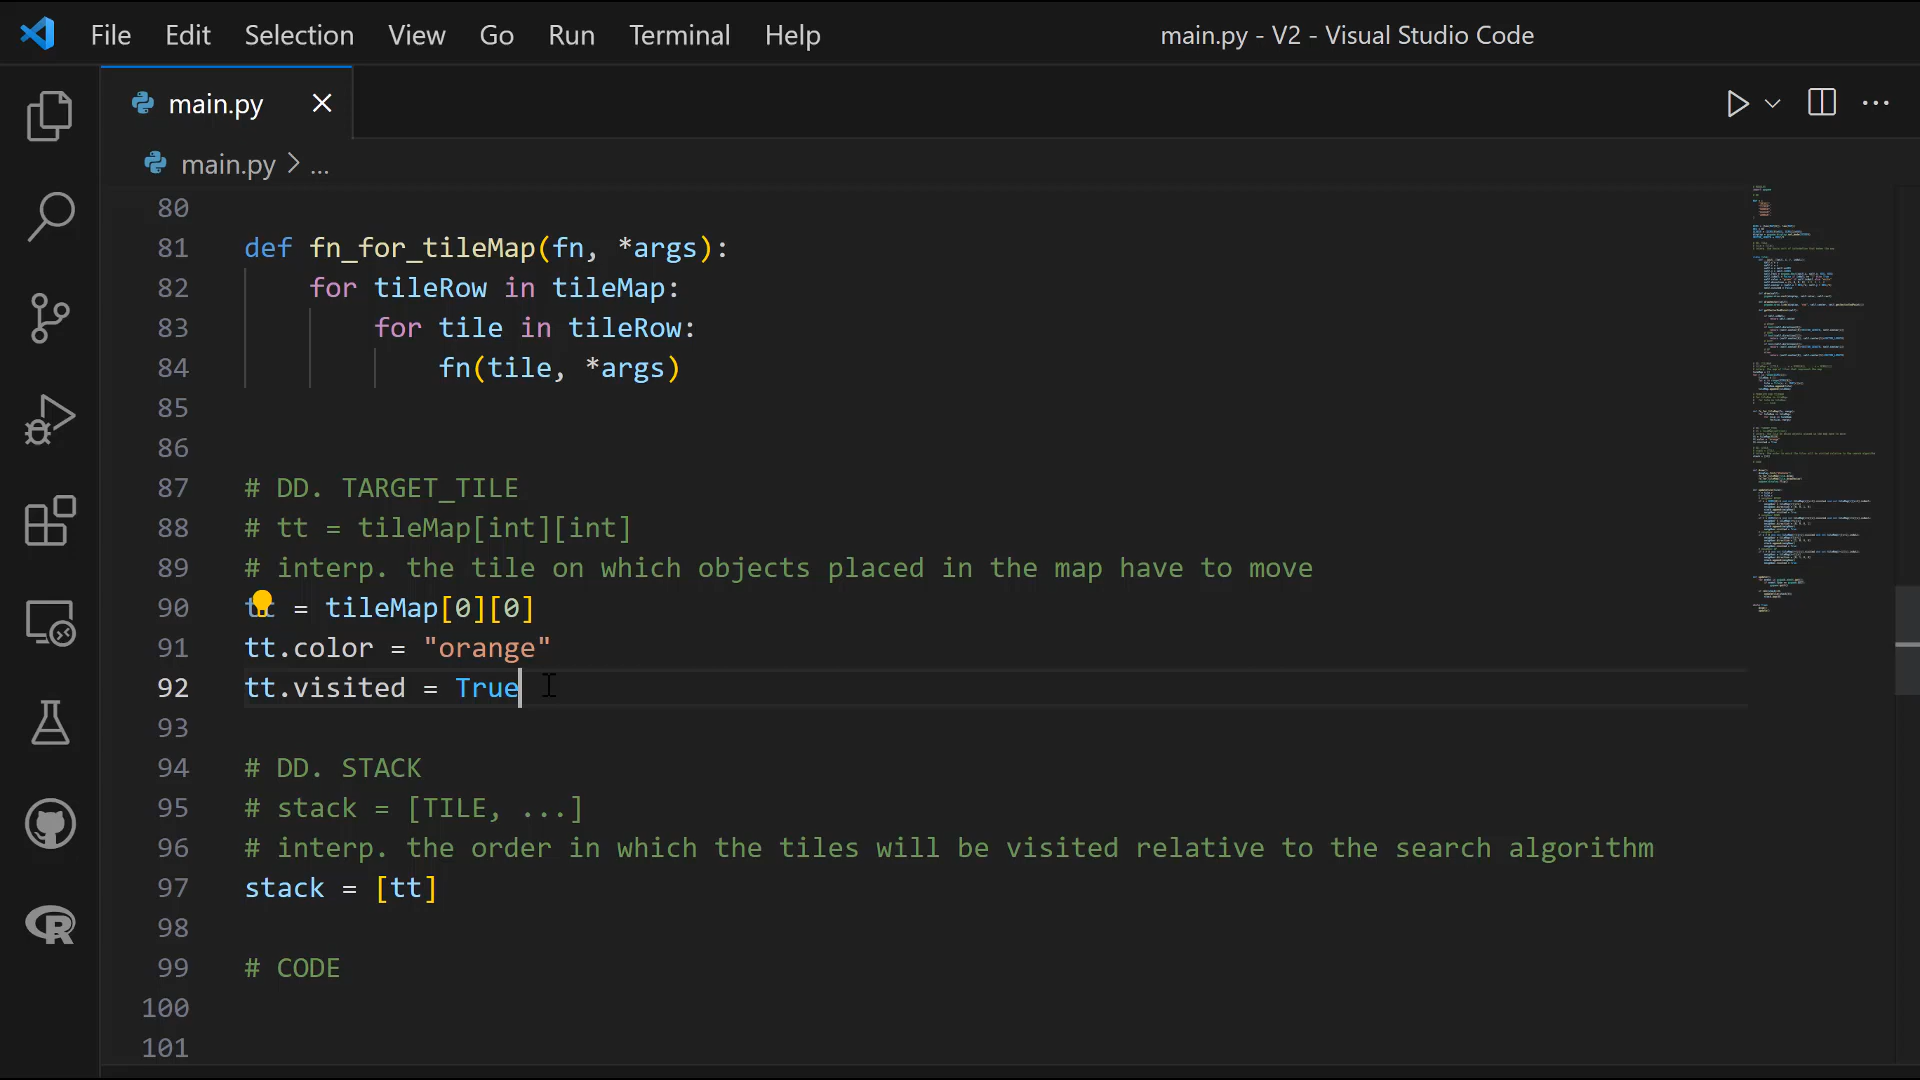 File Edit Selection View Go Run Terminal Help main.py - V2 - Visual Studio Code
main.py
main.py > ...
80
81 def fn_for_tileMap(fn, *args):
82 for tileRow in tileMap:
83 for tile in tileRow:
84 fn(tile, *args)
85
86
87 # DD. TARGET_TILE
88 # tt = tileMap[int][int]
89 # interp. the tile on which objects placed in the map have to move
90 tt = tileMap[0][0]
91 tt.color = "orange"
92 tt.visited = True
93
94 # DD. STACK
95 # stack = [TILE, ...]
96 # interp. the order in which the tiles will be visited relative to the search algorithm
97 stack = [tt]
98
99 # CODE
100
101